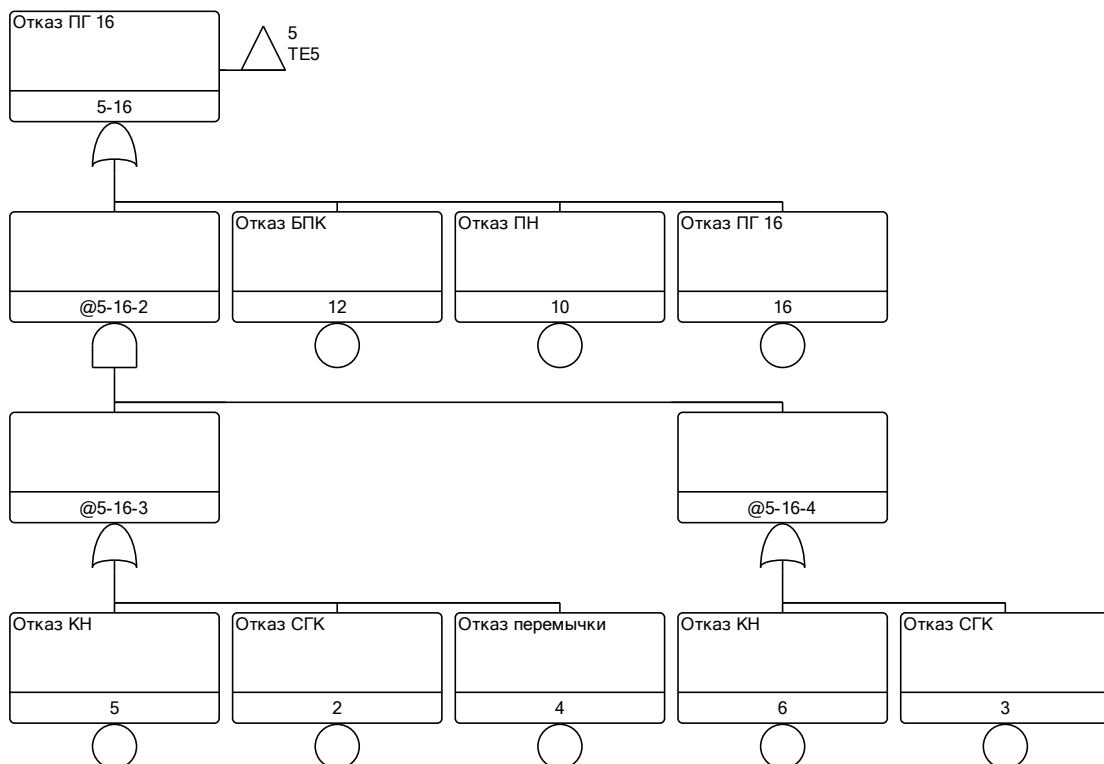 Отказ ПГ 16
5
TE5
5-16
Отказ БПК
Отказ ПН
Отказ ПГ 16
@5-16-2
12
10
16
@5-16-3
@5-16-4
Отказ КН
Отказ СГК
Отказ перемычки
Отказ КН
Отказ СГК
5
2
4
6
3